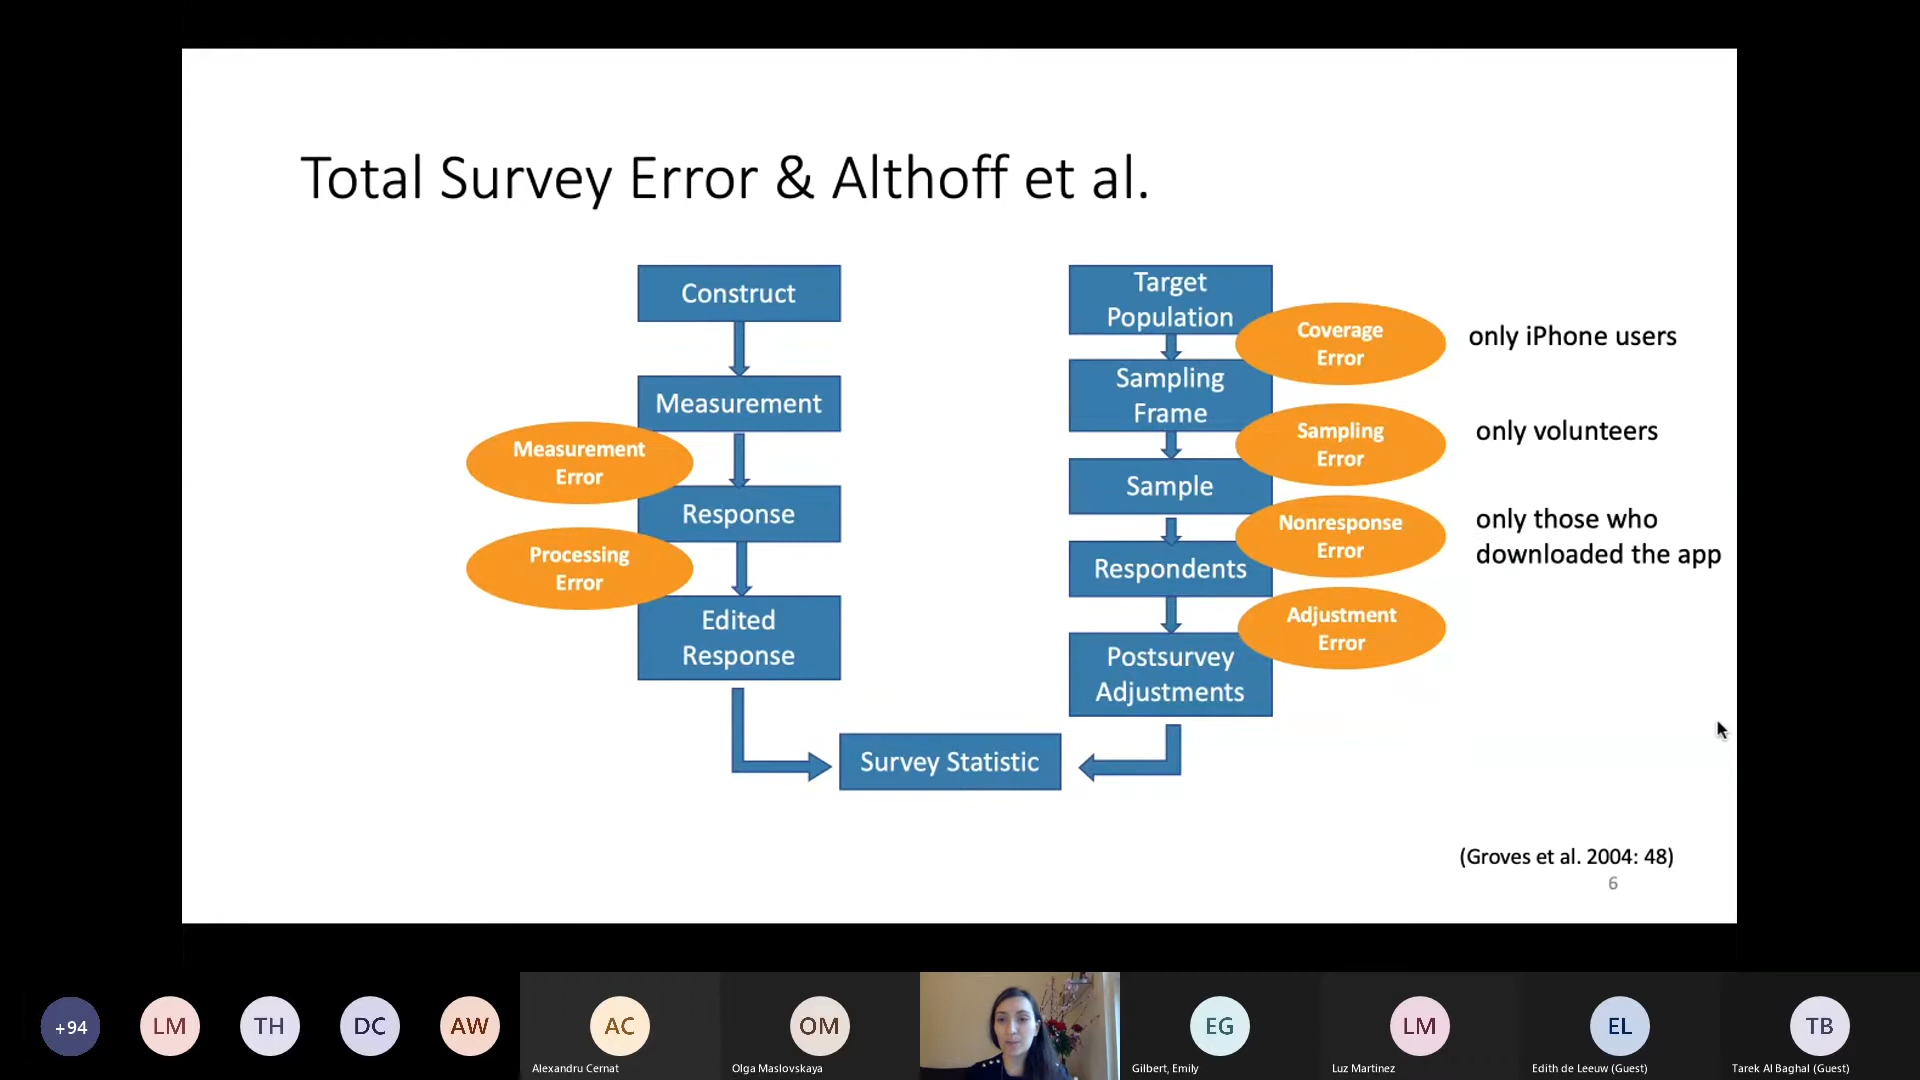 Total Survey Error & Althoff et al.
Construct
Measurement
Measurement
Error
Response
Processing
Error
Edited
Response
Target
Population
Coverage
Error
only iPhone users
Sampling
Frame
Sampling
Error
only volunteers
Sample
Nonresponse
Error
only those who
downloaded the app
Respondents
Adjustment
Error
Postsurvey
Adjustments
Survey Statistic
(Groves et al. 2004: 48)
6
+94
LM
TH
DC
AW
AC
Alexandru Cernat
OM
Olga Maslovskaya
EG
Gilbert, Emily
LM
Luz Martinez
EL
Edith de Leeuw (Guest)
TB
Tarek Al Baghal (Guest)